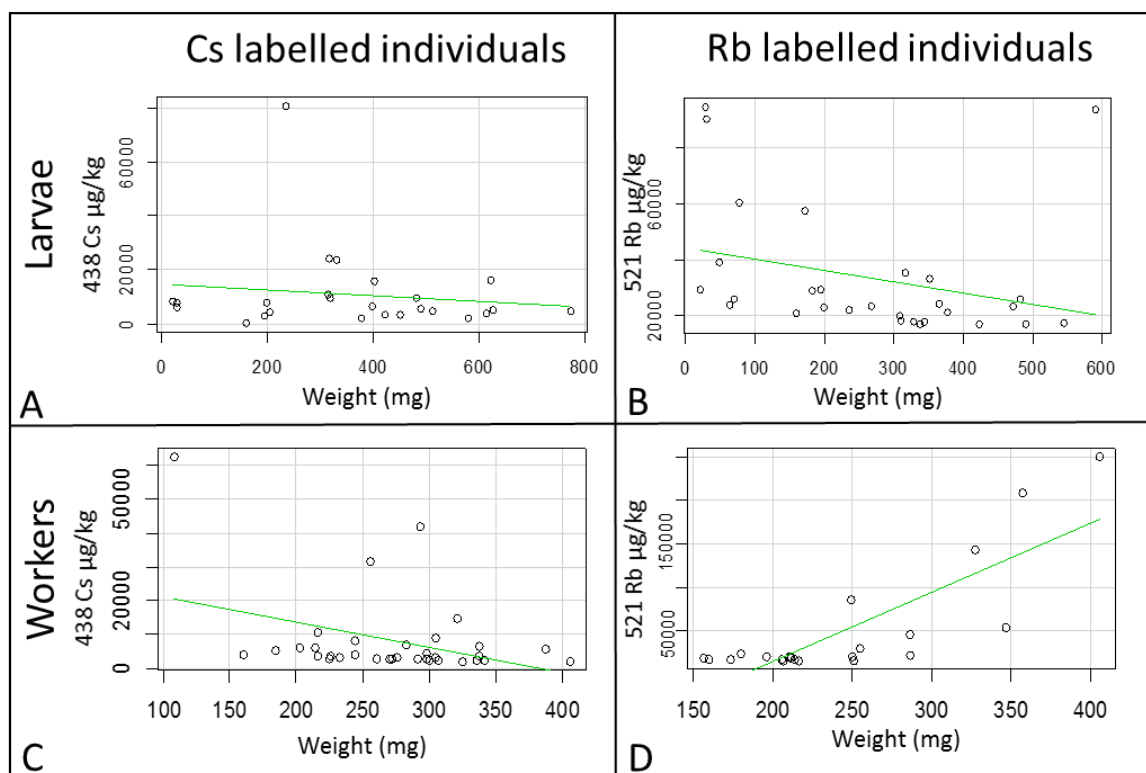 Cs labelled individuals
Rb labelled individuals
Larvae
438 Cs µg/kg
0 20000 60000
0 200 400 600 800
Weight (mg)
A
521 Rb µg/kg
20000 60000
0 100 200 300 400 500 600
Weight (mg)
B
Workers
438 Cs µg/kg
0 20000 50000
100 150 200 250 300 350 400
Weight (mg)
C
521 Rb µg/kg
50000 150000
150 200 250 300 350 400
Weight (mg)
D